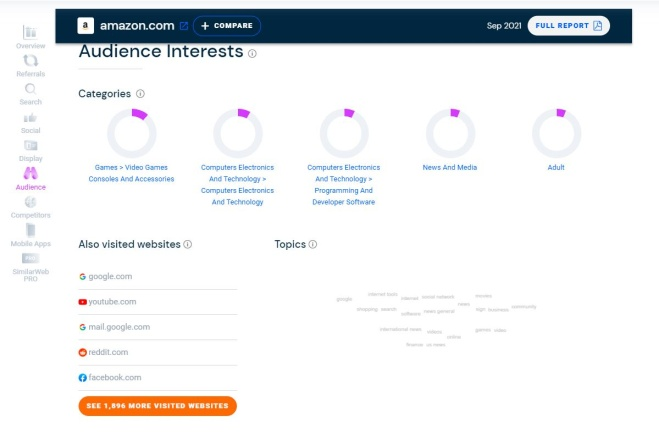 amazon.com
+ COMPARE
Sep 2021
FULL REPORT
Overview
Referrals
Search
Social
Display
Audience
Competitors
Mobile Apps
PRO
SimilarWeb
PRO
Audience Interests
Categories
Games > Video Games
Consoles And Accessories
Computers Electronics
And Technology >
Computers Electronics
And Technology
Computers Electronics
And Technology >
Programming And
Developer Software
News And Media
Adult
Also visited websites
google.com
youtube.com
mail.google.com
reddit.com
facebook.com
SEE 1,896 MORE VISITED WEBSITES
Topics
google internet tools internet social network movies
shopping search software news general news sign business community
international news videos online games video
finance us news